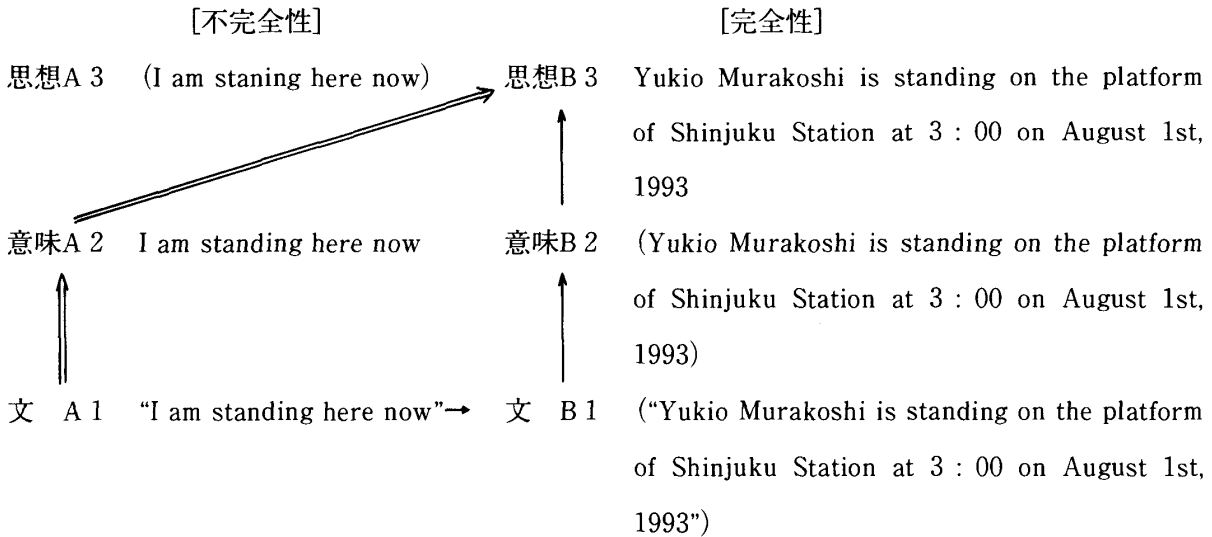 [不完全性] [完全性]
思想A 3 (I am staning here now) 思想B 3 Yukio Murakoshi is standing on the platform
of Shinjuku Station at 3 : 00 on August 1st,
1993
意味A 2 I am standing here now 意味B 2 (Yukio Murakoshi is standing on the platform
of Shinjuku Station at 3 : 00 on August 1st,
1993)
文 A 1 “I am standing here now”→ 文 B 1 (“Yukio Murakoshi is standing on the platform
of Shinjuku Station at 3 : 00 on August 1st,
1993”)